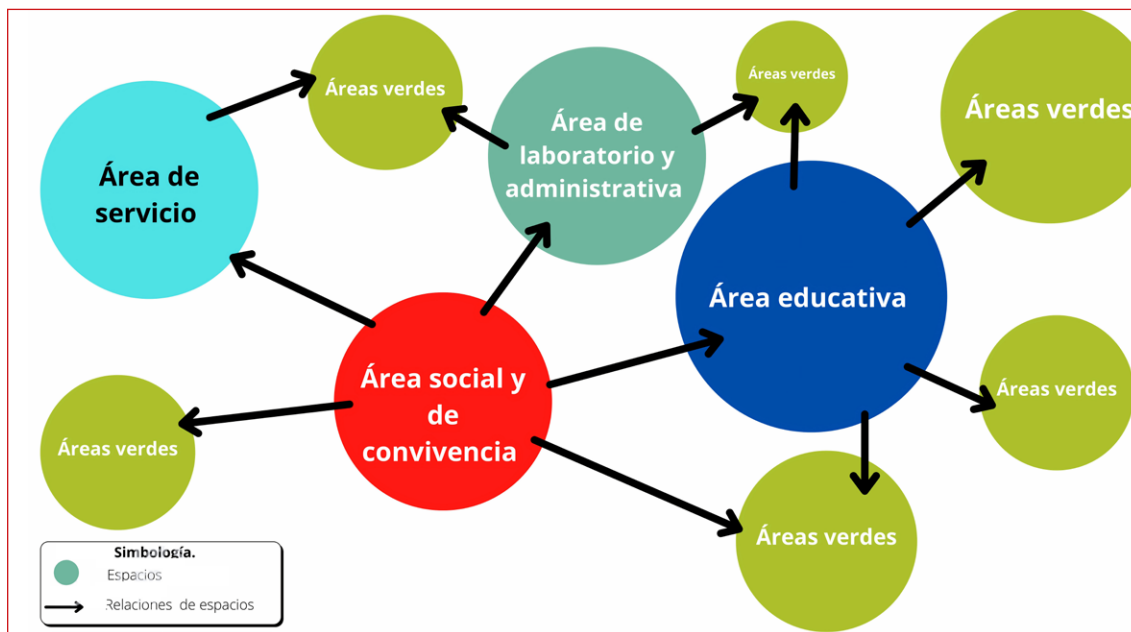 Áreas verdes
Áreas verdes
Áreas verdes
Área de
laboratorio y
administrativa
Área de
servicio
Área educativa
Área social y
de
convivencia
Áreas verdes
Áreas verdes
Áreas verdes
Simbología.
Espacios
Relaciones de espacios